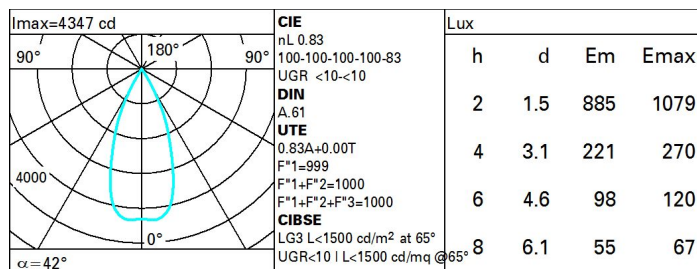 Imax=4347 cd
90°
180°
90°
4000
0°
α=42°
CIE
nL 0.83
100-100-100-100-83
UGR <10-<10
DIN
A.61
UTE
0.83A+0.00T
F"1=999
F"1+F"2=1000
F"1+F"2+F"3=1000
CIBSE
LG3 L<1500 cd/m² at 65°
UGR<10 | L<1500 cd/mq @65°
Lux
h d Em Emax
2 1.5 885 1079
4 3.1 221 270
6 4.6 98 120
8 6.1 55 67